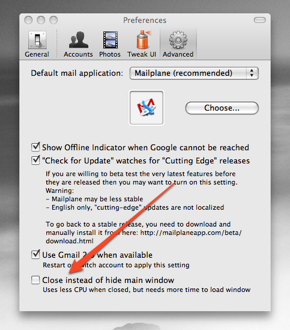 Preferences
General
Accounts
Photos
Tweak UI
Advanced
Default mail application:
Mailplane (recommended)
Choose...
Show Offline Indicator when Google cannot be reached
"Check for Update" watches for "Cutting Edge" releases
If you are willing to beta test the very latest features before
they are released then you may want to turn on this setting.
Warning:
- Mailplane may be less stable
- English only, "cutting-edge" updates are not localized
To go back to a stable release, you need to download and
manually install it from here: http://mailplaneapp.com/beta/
download.html
Use Gmail when available
Restart or switch account to apply this setting
Close instead of hide main window
Uses less CPU when closed, but needs more time to load window